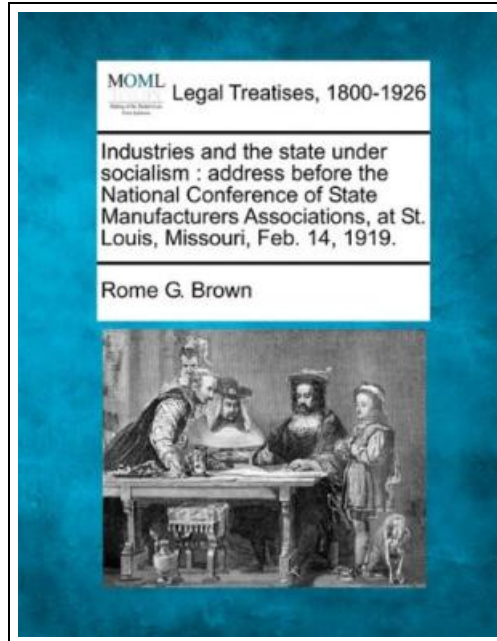 MOML
Legal Treatises, 1800-1926
Industries and the state under
socialism : address before the
National Conference of State
Manufacturers Associations, at St.
Louis, Missouri, Feb. 14, 1919.
Rome G. Brown